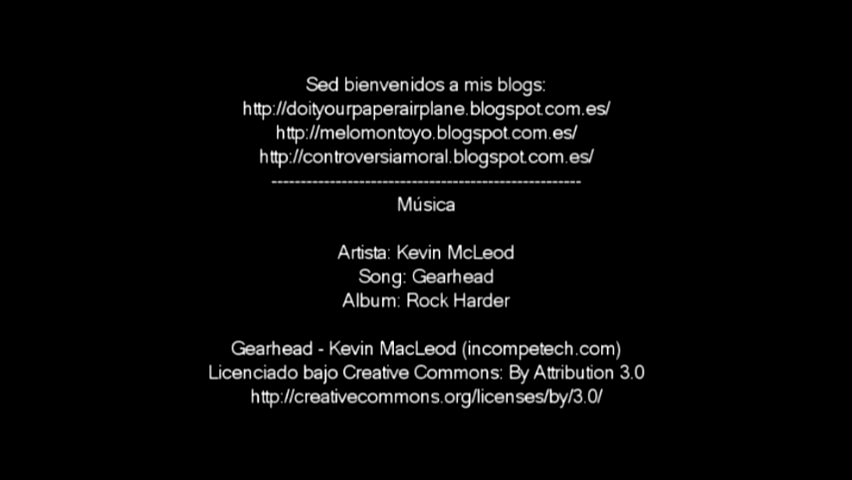 Sed bienvenidos a mis blogs:
http://doityourpaperairplane.blogspot.com.es/
http://melomontoyo.blogspot.com.es/
http://controversiamoral.blogspot.com.es/
-----------------------------------------------------
Música
Artista: Kevin McLeod
Song: Gearhead
Album: Rock Harder
Gearhead - Kevin MacLeod (incompetech.com)
Licenciado bajo Creative Commons: By Attribution 3.0
http://creativecommons.org/licenses/by/3.0/